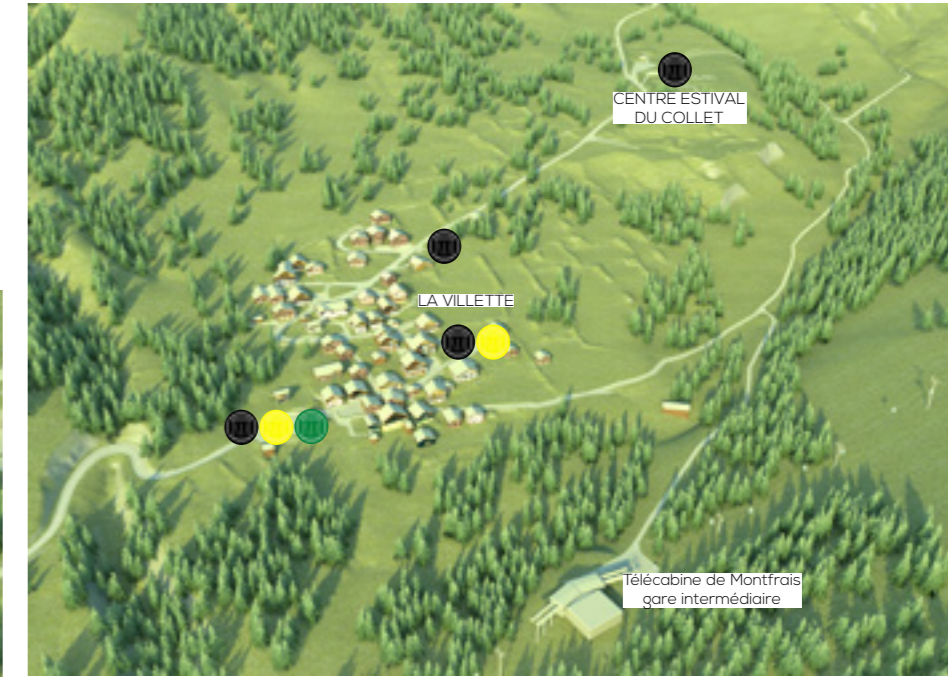 CENTRE ESTIVAL
DU COLLET
LA VILLETTE
Télécabine de Montfrais
gare intermédiaire